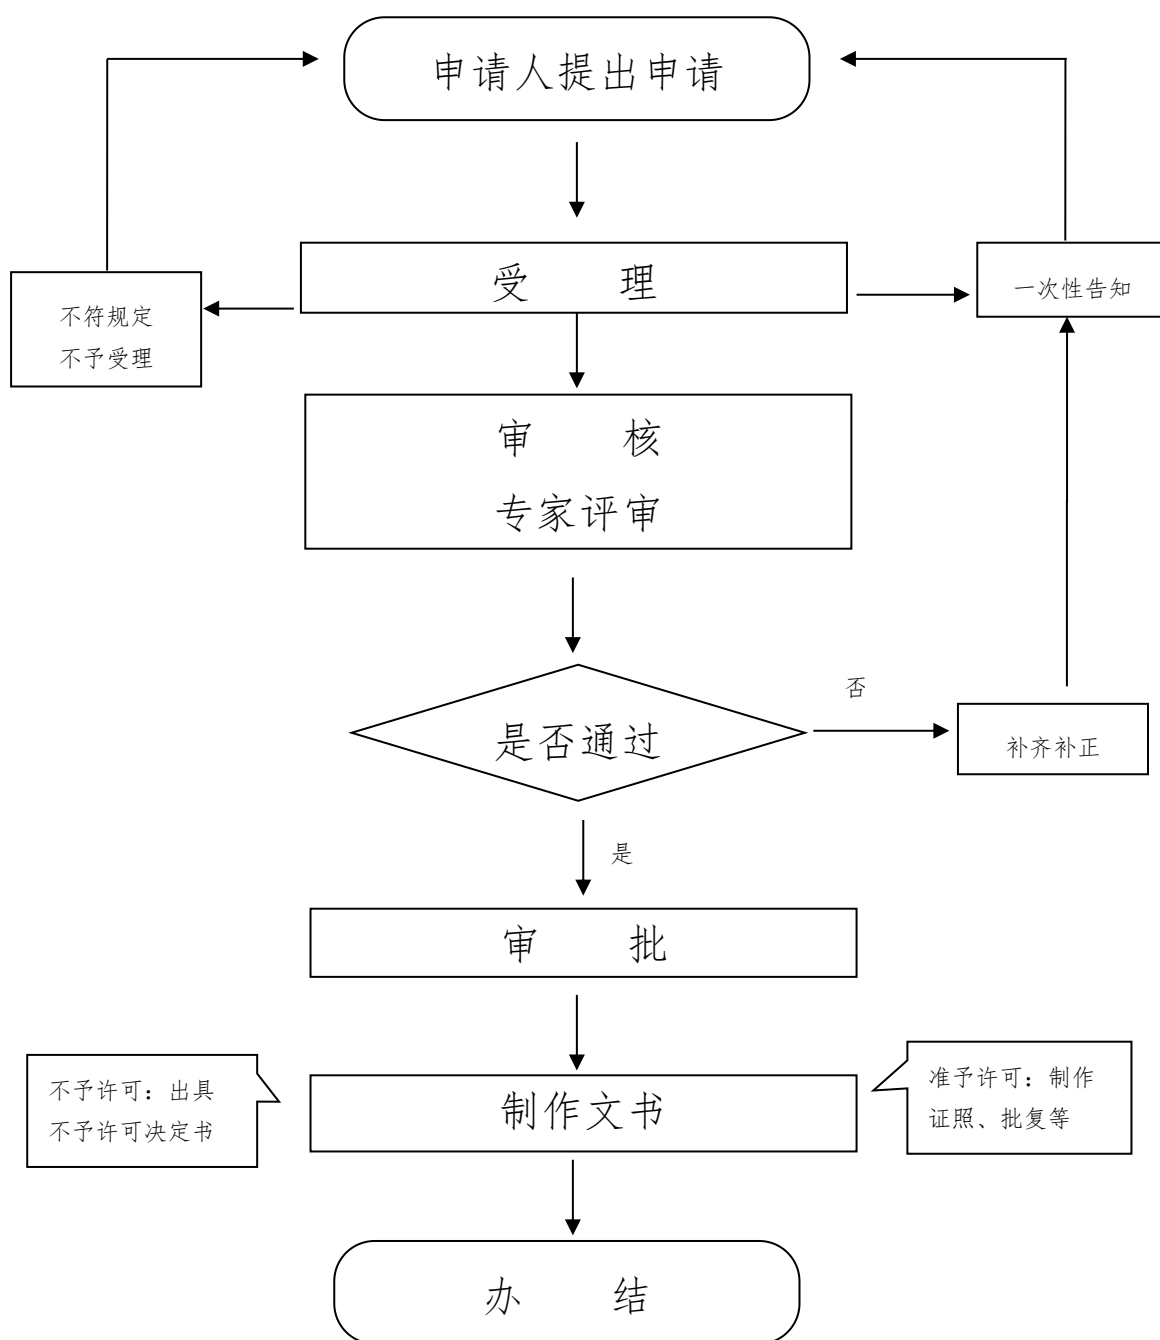 申请人提出申请
受 理
一次性告知
不符规定
不予受理
审 核
专家评审
否
是否通过
补齐补正
是
审 批
不予许可：出具
不予许可决定书
制作文书
准予许可：制作
证照、批复等
办 结